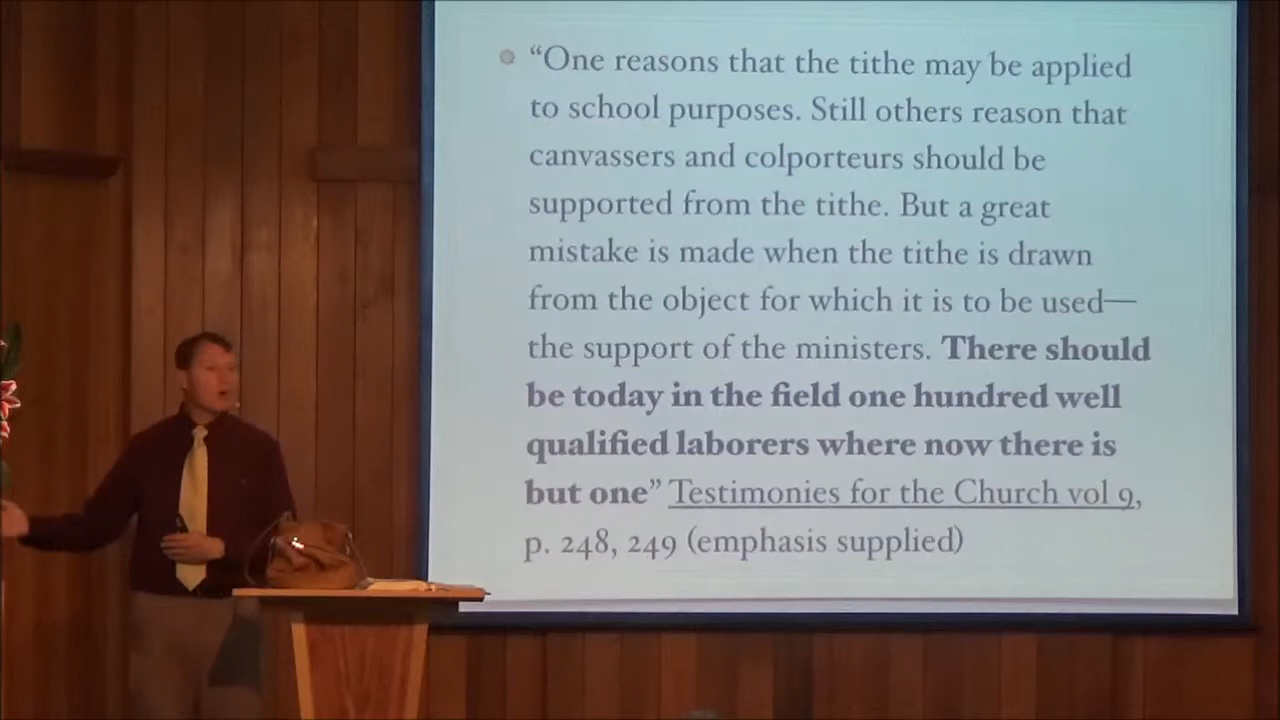 “One reasons that the tithe may be applied
to school purposes. Still others reason that
canvassers and colporteurs should be
supported from the tithe. But a great
mistake is made when the tithe is drawn
from the object for which it is to be used—
the support of the ministers. There should
be today in the field one hundred well
qualified laborers where now there is
but one” Testimonies for the Church vol 9,
p. 248, 249 (emphasis supplied)